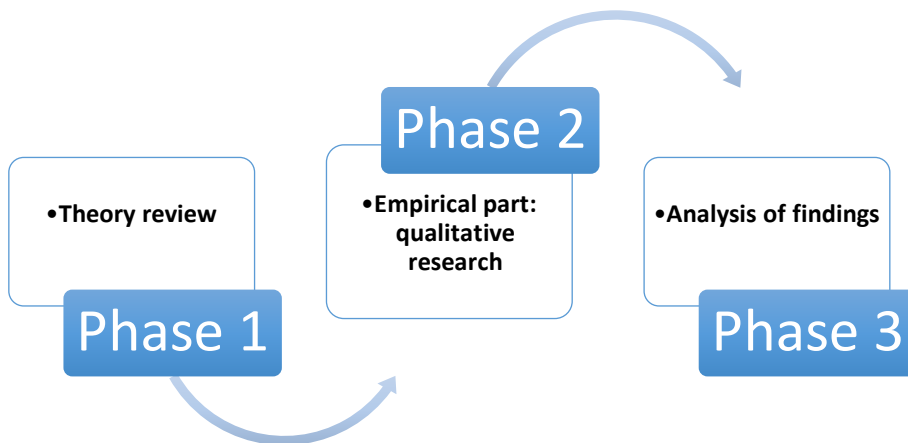 •Theory review
Phase 1
Phase 2
•Empirical part:
qualitative
research
•Analysis of findings
Phase 3